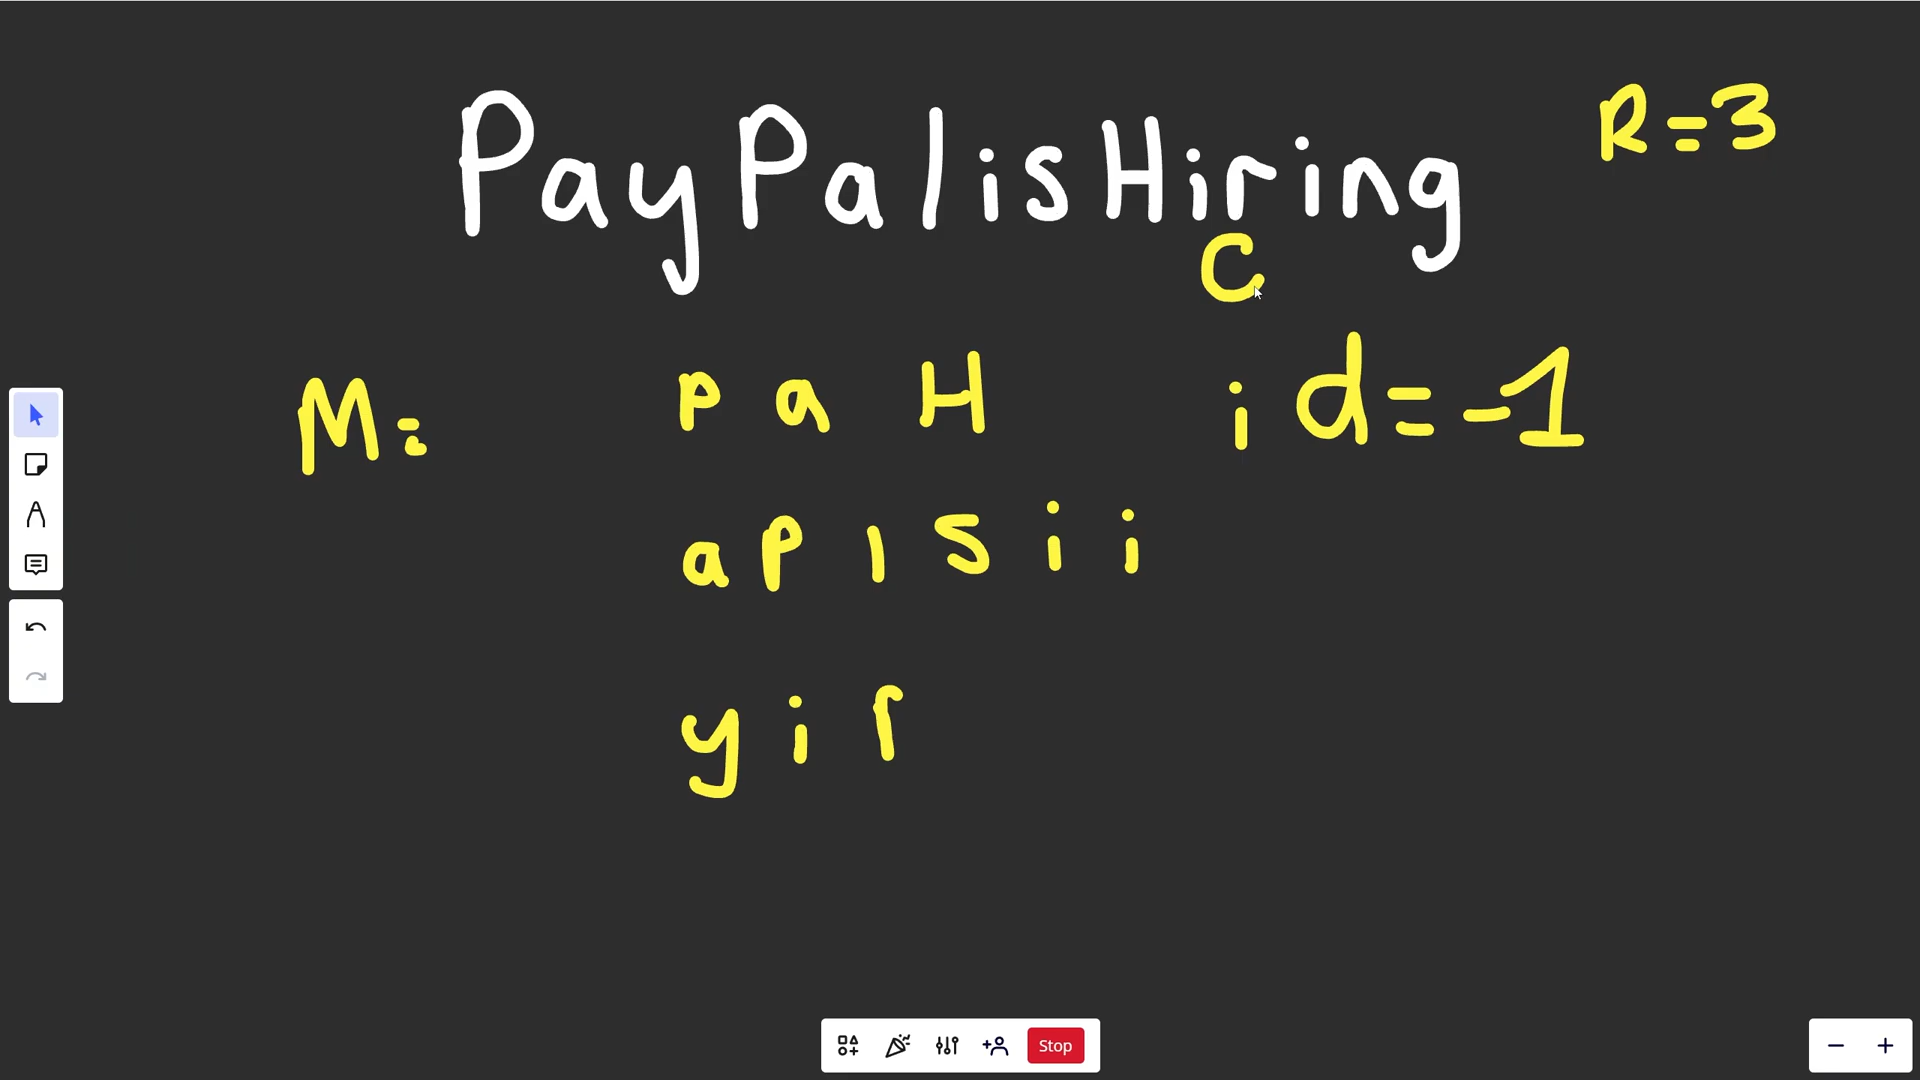 PayPalisHiring
R=3
C
M=
P a H
i d=-1
a P l S i i
y i r
Stop